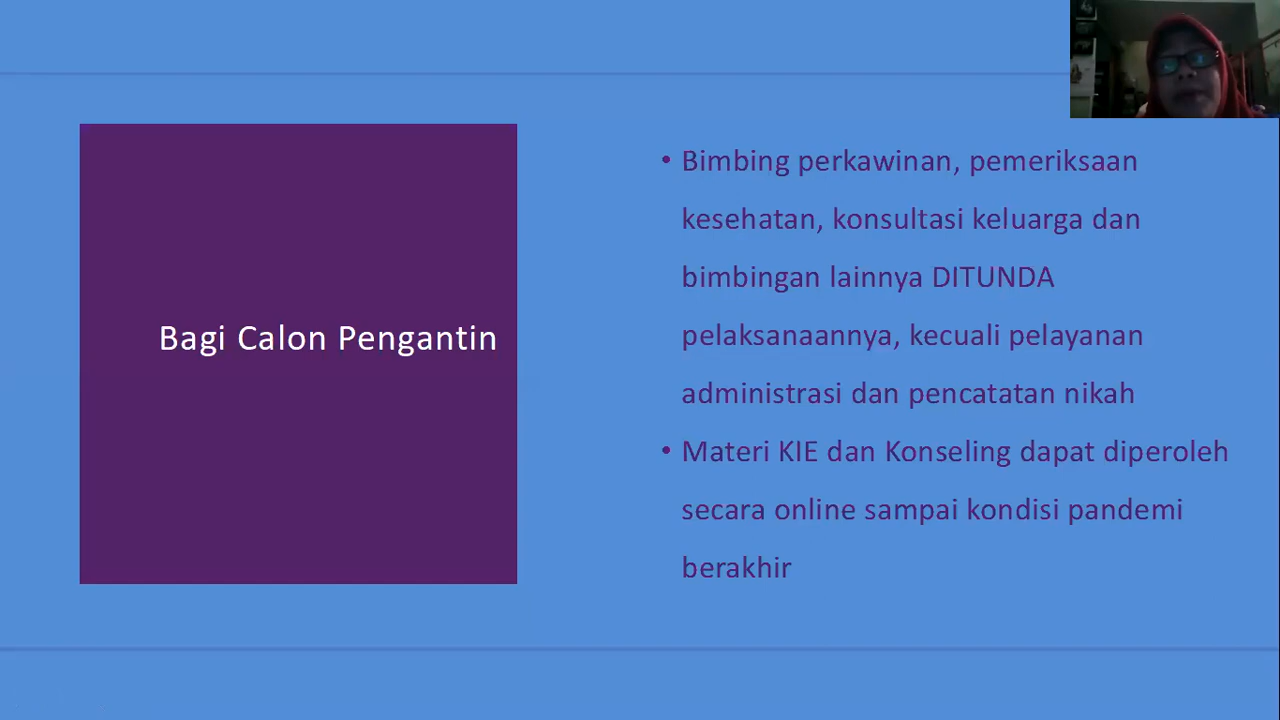 Bagi Calon Pengantin
• Bimbing perkawinan, pemeriksaan
kesehatan, konsultasi keluarga dan
bimbingan lainnya DITUNDA
pelaksanaannya, kecuali pelayanan
administrasi dan pencatatan nikah
• Materi KIE dan Konseling dapat diperoleh
secara online sampai kondisi pandemi
berakhir